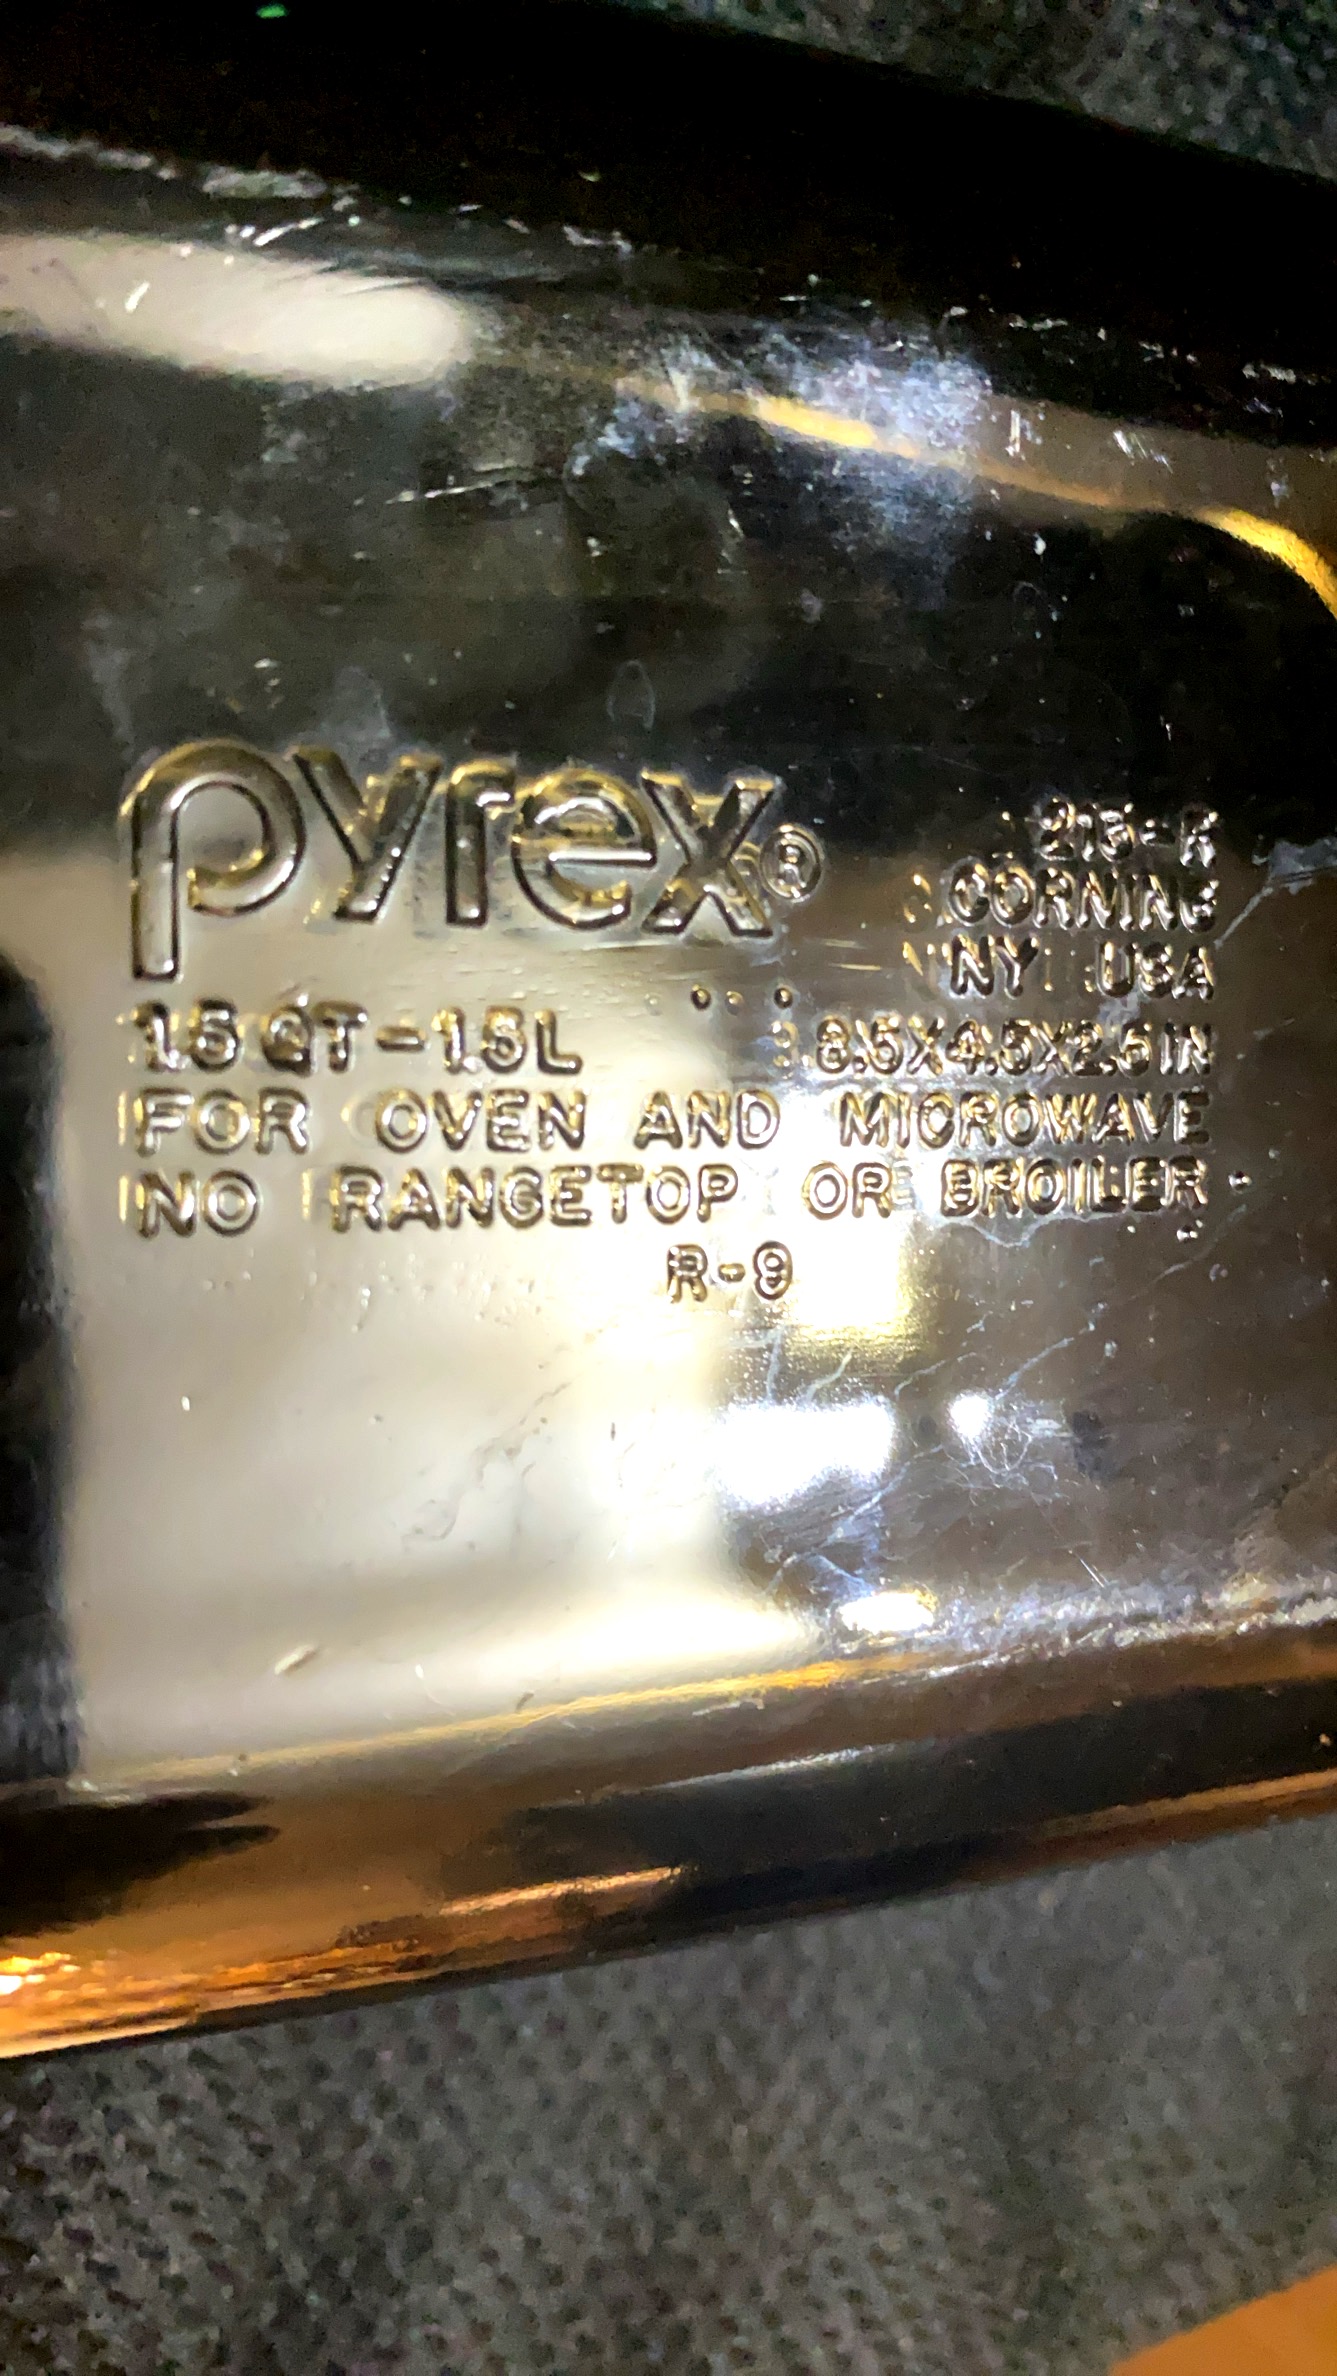 pyrex®
213-R
CORNING
NY USA
1.5 QT-1.5L 8.5X4.5X2.5 IN
FOR OVEN AND MICROWAVE
NO RANGETOP OR BROILER
R-9